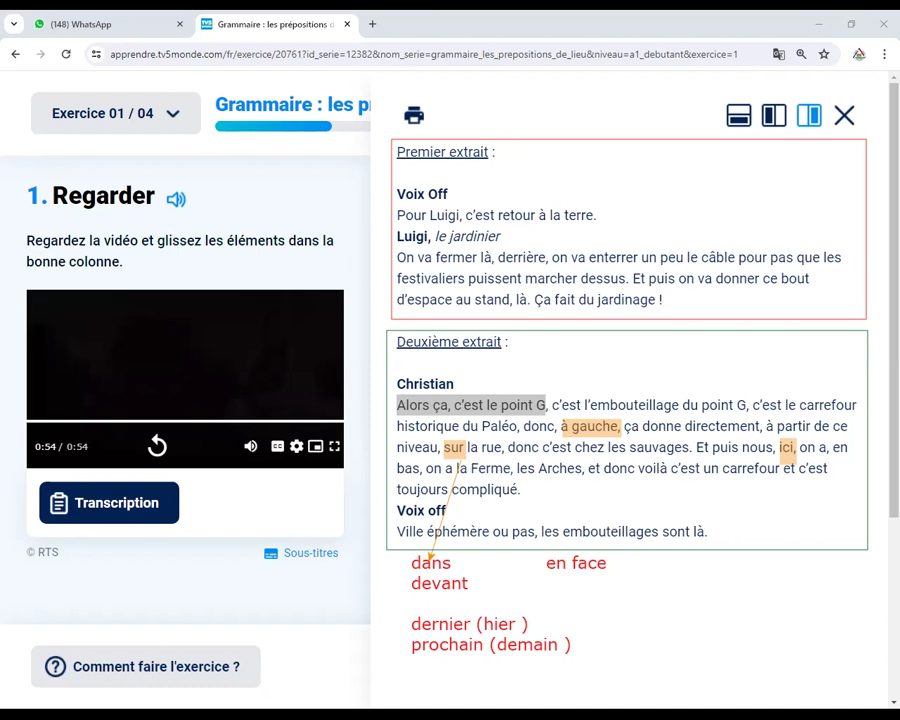 (148) WhatsApp
Grammaire : les prépositions d
apprendre.tv5monde.com/fr/exercice/20761?id_serie=12382&nom_serie=grammaire_les_prepositions_de_lieu&niveau=a1_debutant&exercice=1
Exercice 01 / 04
Grammaire : les p
1. Regarder
Regardez la vidéo et glissez les éléments dans la
bonne colonne.
0:54 / 0:54
CC
Transcription
© RTS
Sous-titres
Comment faire l'exercice ?
Premier extrait :
Voix Off
Pour Luigi, c’est retour à la terre.
Luigi, le jardinier
On va fermer là, derrière, on va enterrer un peu le câble pour pas que les
festivaliers puissent marcher dessus. Et puis on va donner ce bout
d’espace au stand, là. Ça fait du jardinage !
Deuxième extrait :
Christian
Alors ça, c’est le point G, c’est l’embouteillage du point G, c’est le carrefour
historique du Paléo, donc, à gauche, ça donne directement, à partir de ce
niveau, sur la rue, donc c’est chez les sauvages. Et puis nous, ici, on a, en
bas, on a la Ferme, les Arches, et donc voilà c’est un carrefour et c’est
toujours compliqué.
Voix off
Ville éphémère ou pas, les embouteillages sont là.
dans en face
devant
dernier (hier )
prochain (demain )